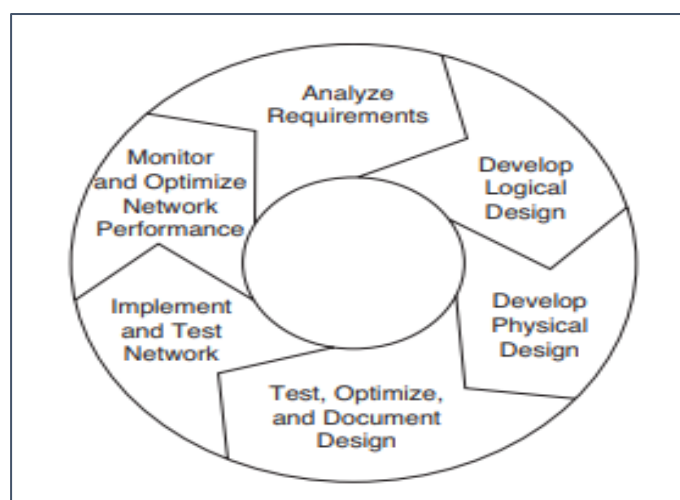 Analyze
Requirements
Develop
Logical
Design
Develop
Physical
Design
Test, Optimize,
and Document
Design
Implement
and Test
Network
Monitor
and Optimize
Network
Performance